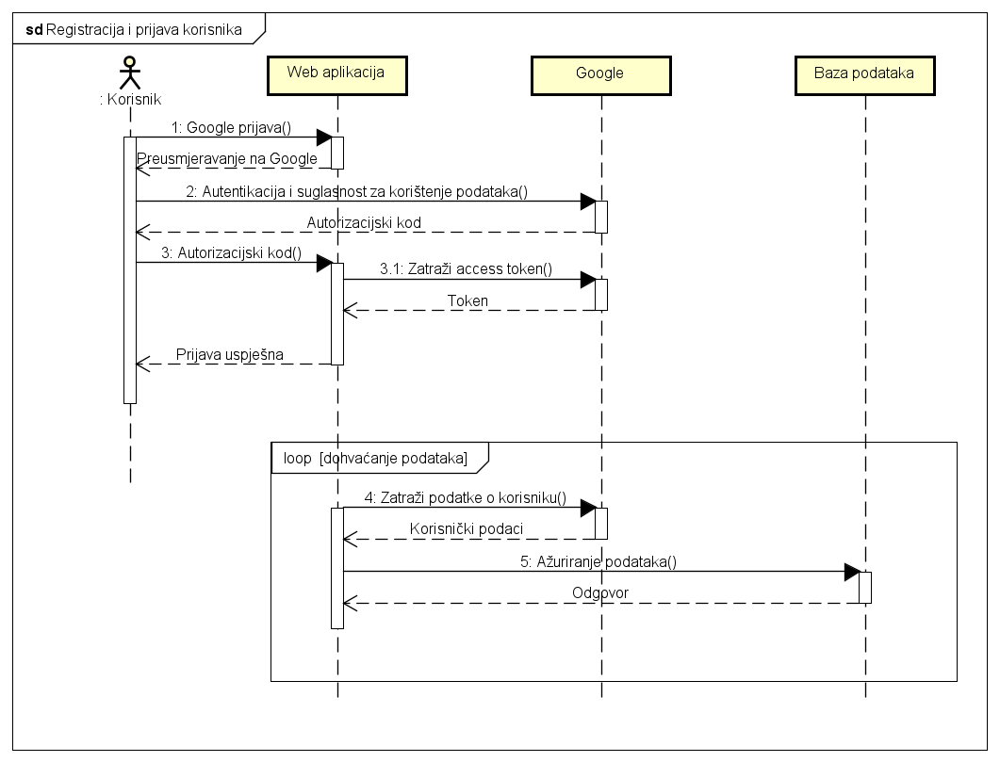 sd Registracija i prijava korisnika
: Korisnik
Web aplikacija
Google
Baza podataka
1: Google prijava()
Preusmjeravanje na Google
2: Autentikacija i suglasnost za korištenje podataka()
Autorizacijski kod
3: Autorizacijski kod()
3.1: Zatraži access token()
Token
Prijava uspješna
loop [dohvaćanje podataka]
4: Zatraži podatke o korisniku()
Korisnički podaci
5: Ažuriranje podataka()
Odgovor